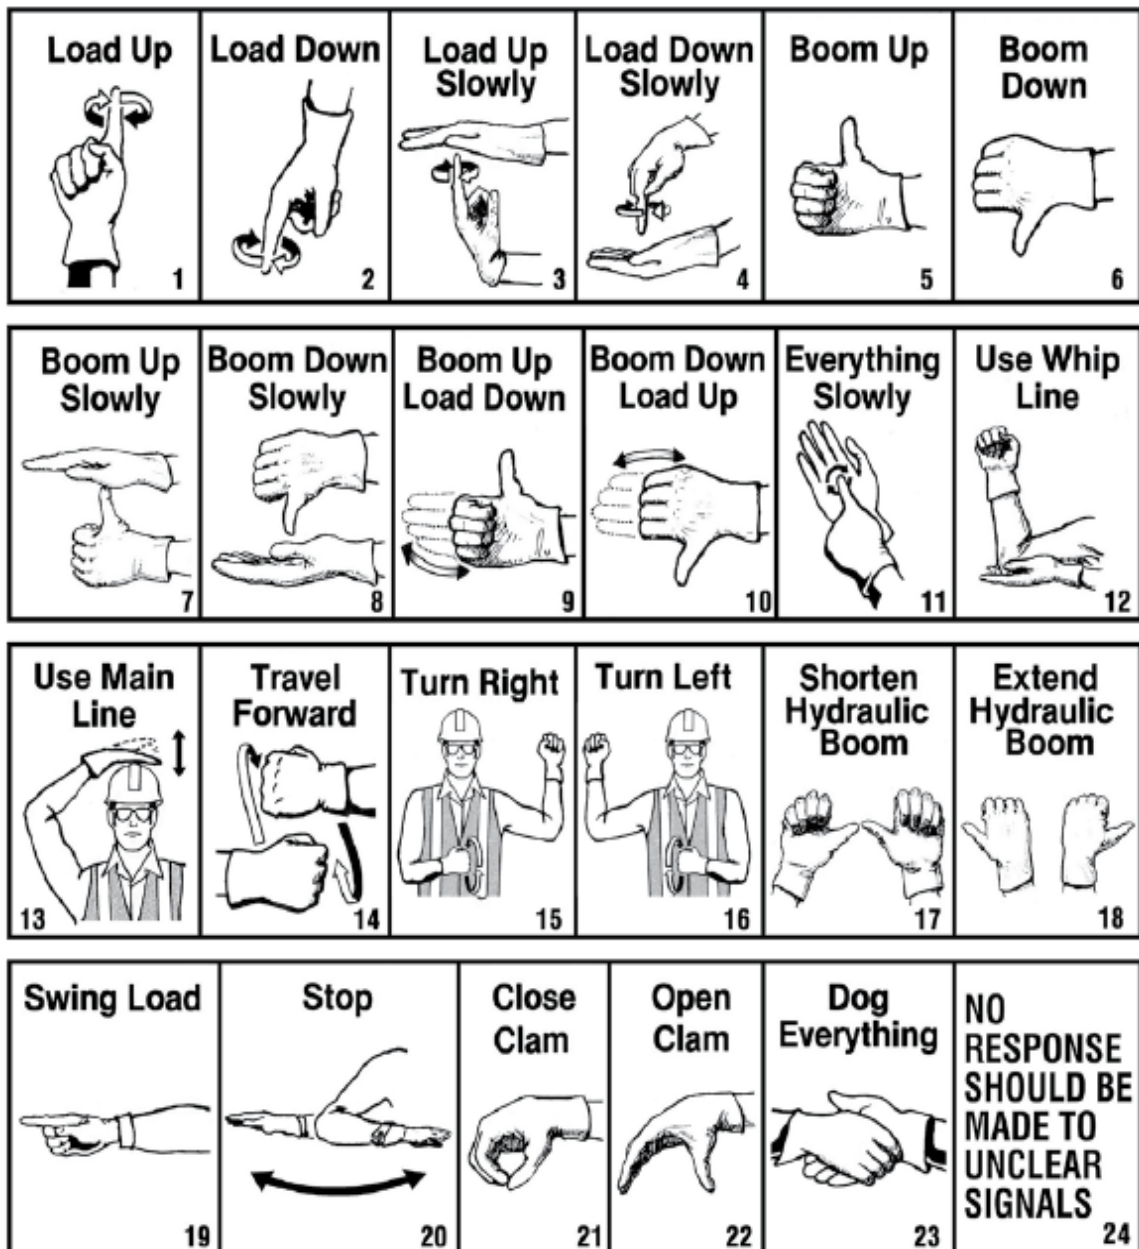 Load Up
1
Load Down
2
Load Up
Slowly
3
Load Down
Slowly
4
Boom Up
5
Boom
Down
6
Boom Up
Slowly
7
Boom Down
Slowly
8
Boom Up
Load Down
9
Boom Down
Load Up
10
Everything
Slowly
11
Use Whip
Line
12
Use Main
Line
13
Travel
Forward
14
Turn Right
15
Turn Left
16
Shorten
Hydraulic
Boom
17
Extend
Hydraulic
Boom
18
Swing Load
19
Stop
20
Close
Clam
21
Open
Clam
22
Dog
Everything
23
NO
RESPONSE
SHOULD BE
MADE TO
UNCLEAR
SIGNALS
24